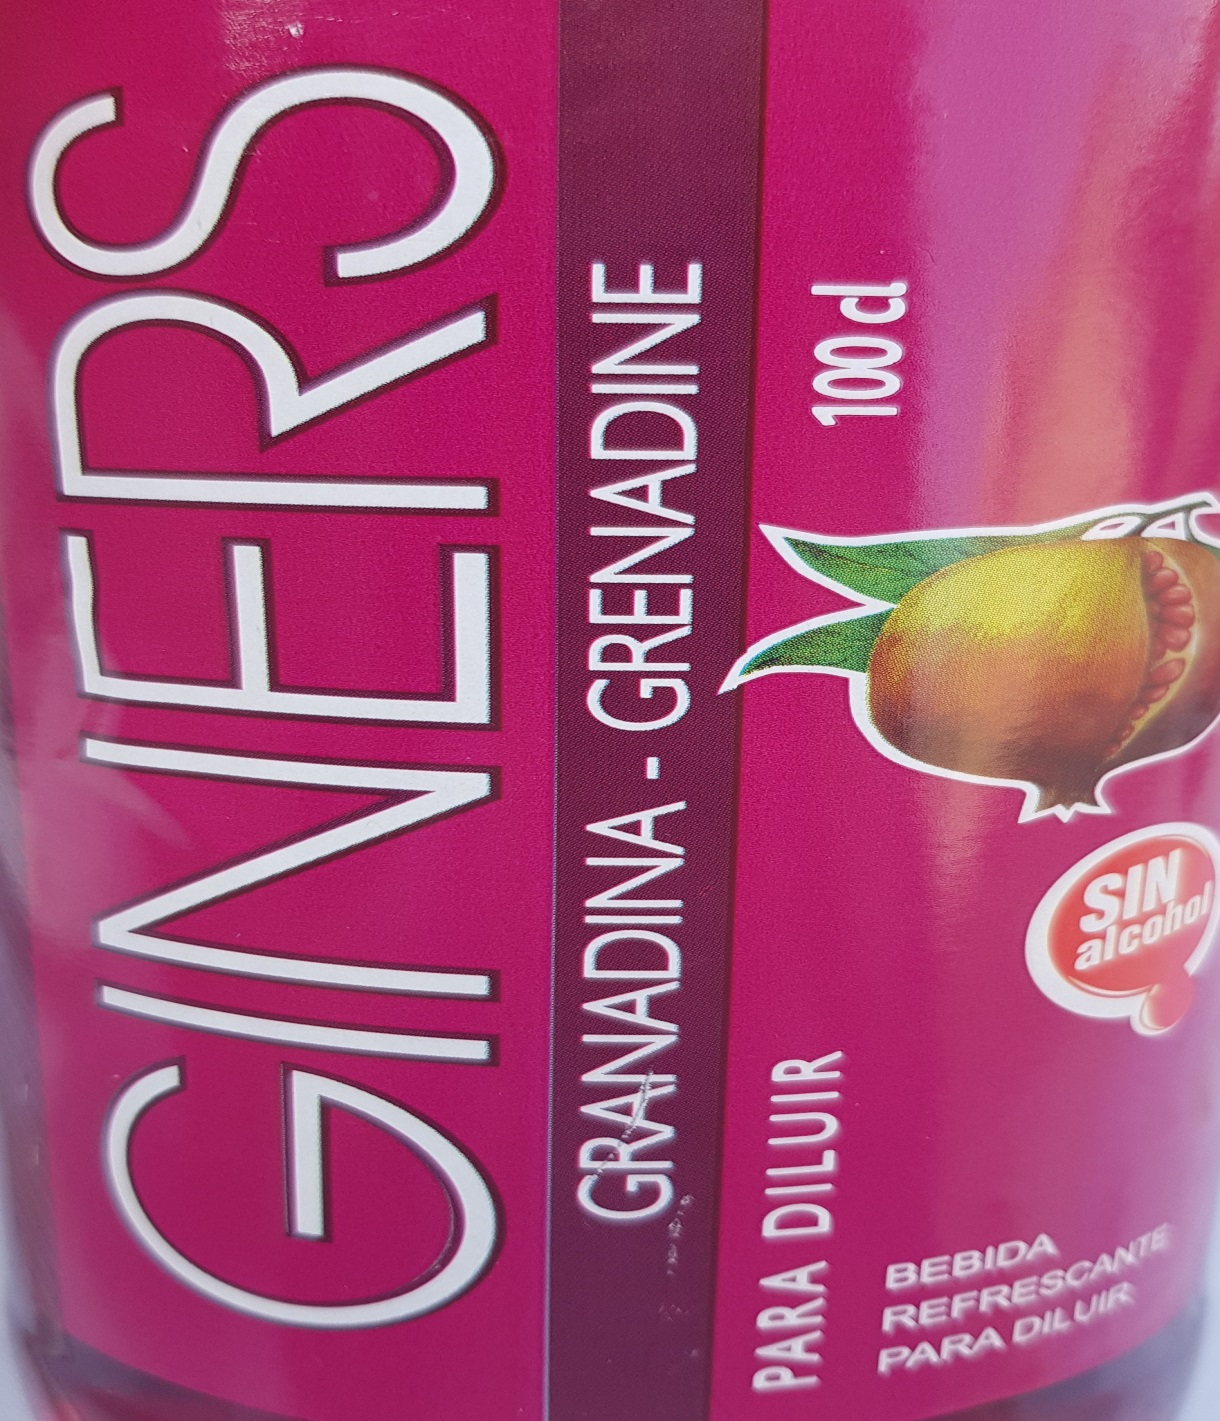 GINERS
GRANADINA - GRENADINE
PARA DILUIR
100 cl
SIN
alcohol
BEBIDA
REFRESCANTE
PARA DILUIR